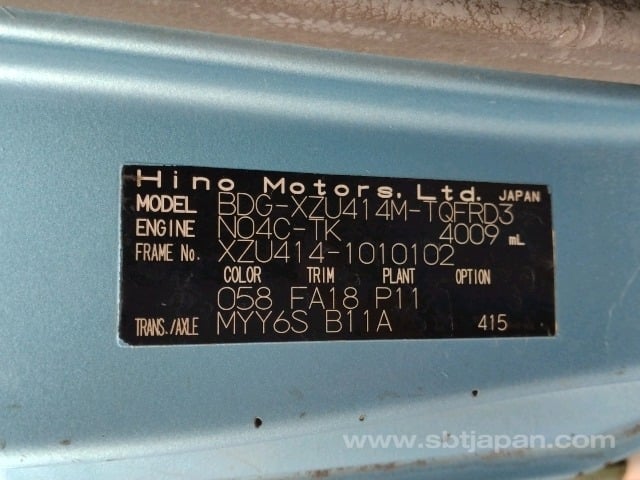 Hino Motors, Ltd. JAPAN
MODEL BDG-XZU414M-TQFRD3
ENGINE N04C-TK 4009 mL
FRAME No. XZU414-1010102
COLOR TRIM PLANT OPTION
058 FA18 P11
TRANS./AXLE MYY6S B11A 415
www.sbtjapan.com